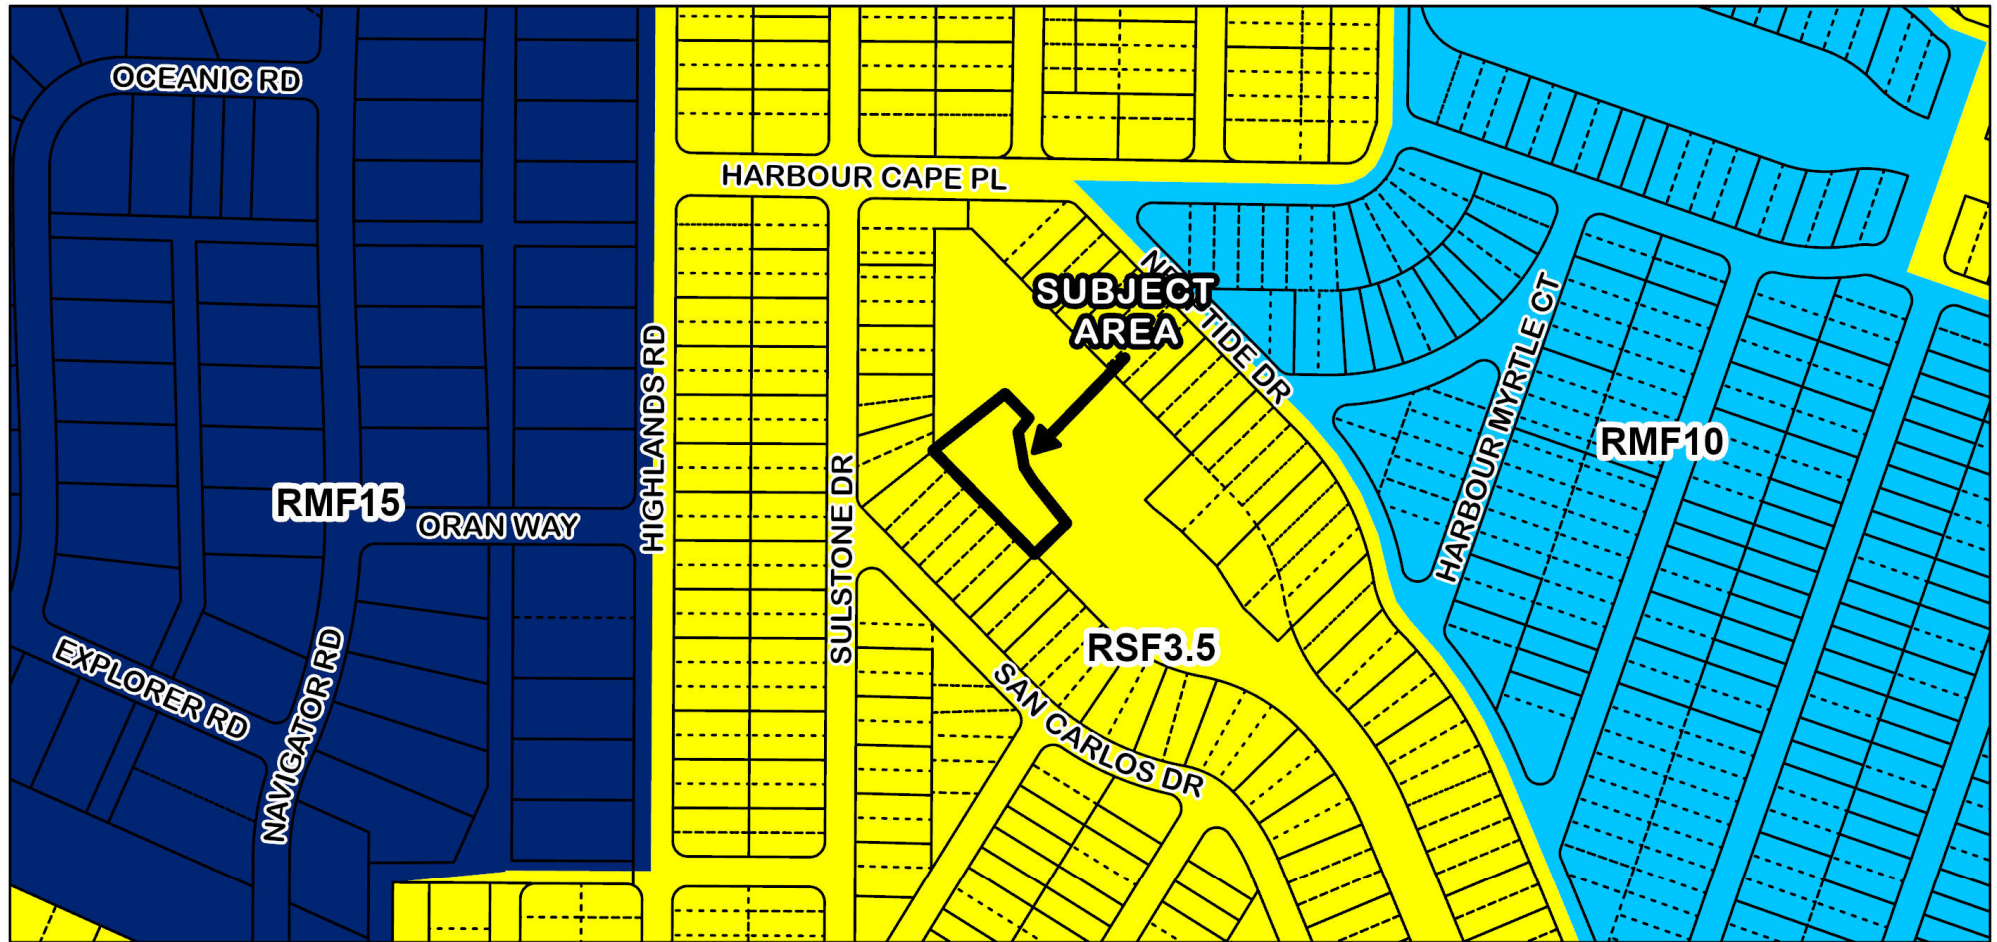 OCEANIC RD
HARBOUR CAPE PL
SUBJECT
AREA
TIDE DR
HIGHLANDS RD
HARBOUR MYRTLE CT
RMF10
RMF15
ORAN WAY
SULSTONE DR
RSF3.5
EXPLORER RD
NAVIGATOR RD
SAN CARLOS DR